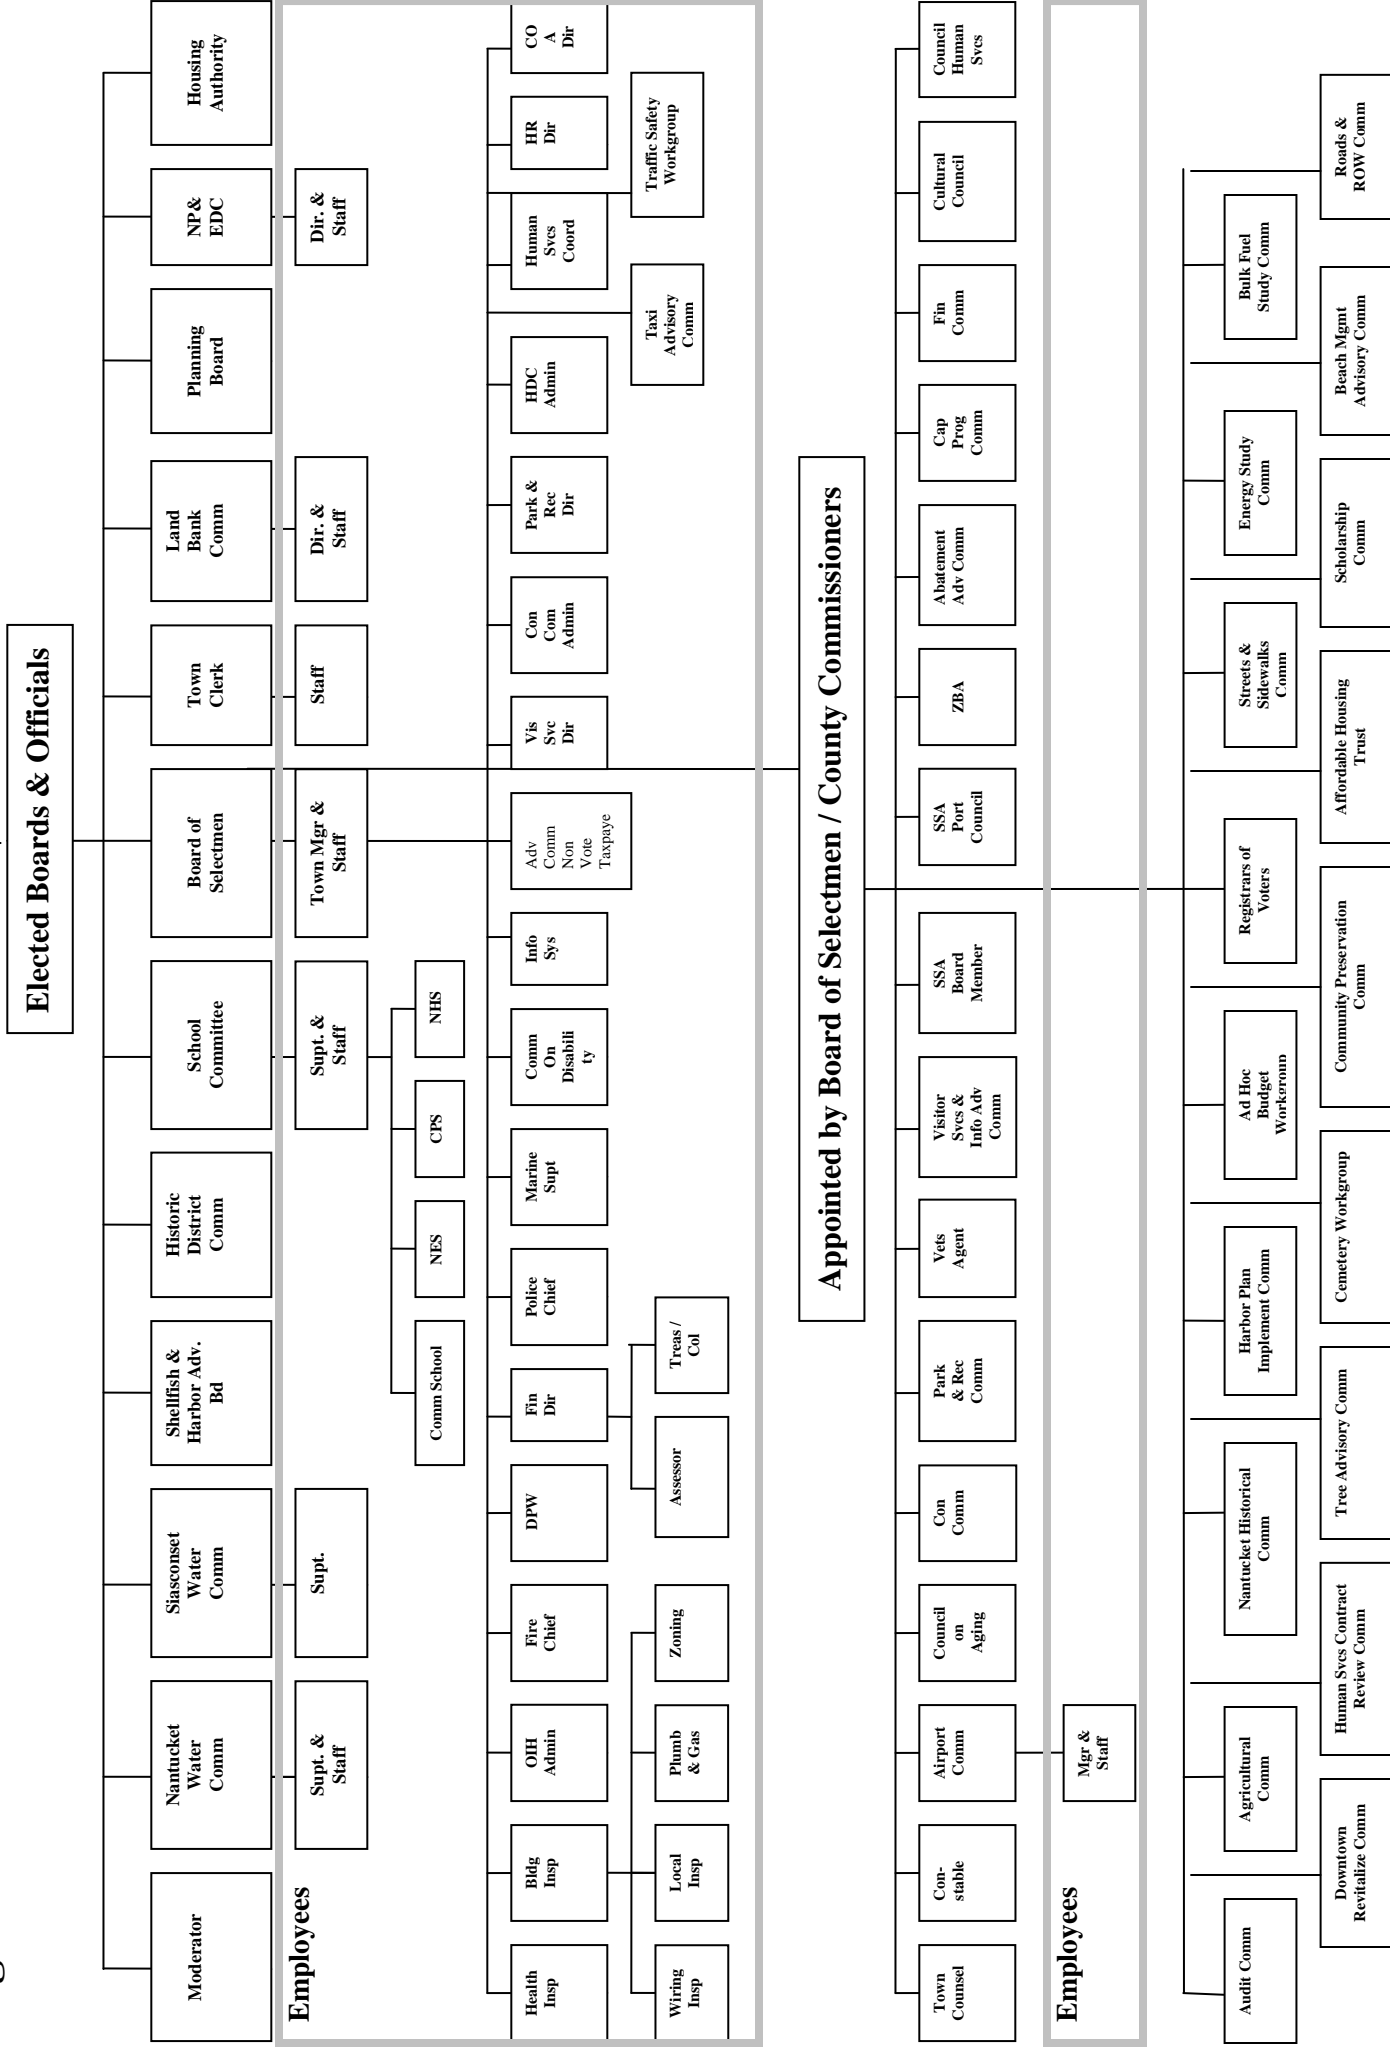 Elected Boards & Officials
Moderator
Nantucket
Water
Comm
Siasconset
Water
Comm
Shellfish &
Harbor Adv.
Bd
Historic
District
Comm
School
Committee
Board of
Selectmen
Town
Clerk
Land
Bank
Comm
Planning
Board
NP&
EDC
Housing
Authority
Employees
Supt. &
Staff
Supt.
Supt. &
Staff
Town Mgr &
Staff
Staff
Dir. &
Staff
Dir. &
Staff
Comm School
NES
CPS
NHS
Health
Insp
Bldg
Insp
OIH
Admin
Fire
Chief
DPW
Fin
Dir
Police
Chief
Marine
Supt
Comm
On
Disabili
ty
Info
Sys
Adv
Comm
Non
Vote
Taxpaye
Vis
Svc
Dir
Con
Com
Admin
Park &
Rec
Dir
HDC
Admin
Human
Svcs
Coord
HR
Dir
CO
A
Dir
Wiring
Insp
Local
Insp
Plumb
& Gas
Zoning
Assessor
Treas /
Col
Taxi
Advisory
Comm
Traffic Safety
Workgroup
Appointed by Board of Selectmen / County Commissioners
Town
Counsel
Con-
stable
Airport
Comm
Council
on
Aging
Con
Comm
Park
& Rec
Comm
Vets
Agent
Visitor
Svcs &
Info Adv
Comm
SSA
Board
Member
SSA
Port
Council
ZBA
Abatement
Adv Comm
Cap
Prog
Comm
Fin
Comm
Cultural
Council
Council
Human
Svcs
Employees
Mgr &
Staff
Audit Comm
Agricultural
Comm
Nantucket Historical
Comm
Harbor Plan
Implement Comm
Ad Hoc
Budget
Workgroup
Registrars of
Voters
Streets &
Sidewalks
Comm
Energy Study
Comm
Bulk Fuel
Study Comm
Downtown
Revitalize Comm
Human Svcs Contract
Review Comm
Tree Advisory Comm
Cemetery Workgroup
Community Preservation
Comm
Affordable Housing
Trust
Scholarship
Comm
Beach Mgmt
Advisory Comm
Roads &
ROW Comm